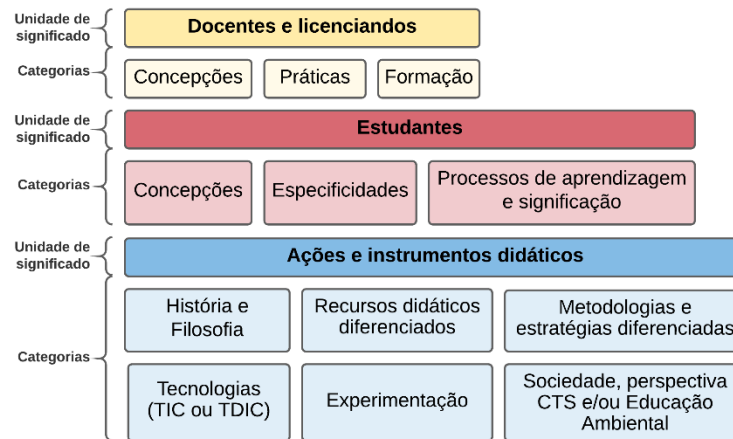 Unidade de
significado
Docentes e licenciandos
Categorias
Concepções
Práticas
Formação
Unidade de
significado
Estudantes
Categorias
Concepções
Especificidades
Processos de aprendizagem
e significação
Unidade de
significado
Ações e instrumentos didáticos
Categorias
História e
Filosofia
Recursos didáticos
diferenciados
Metodologias e
estratégias diferenciadas
Tecnologias
(TIC ou TDIC)
Experimentação
Sociedade, perspectiva
CTS e/ou Educação
Ambiental